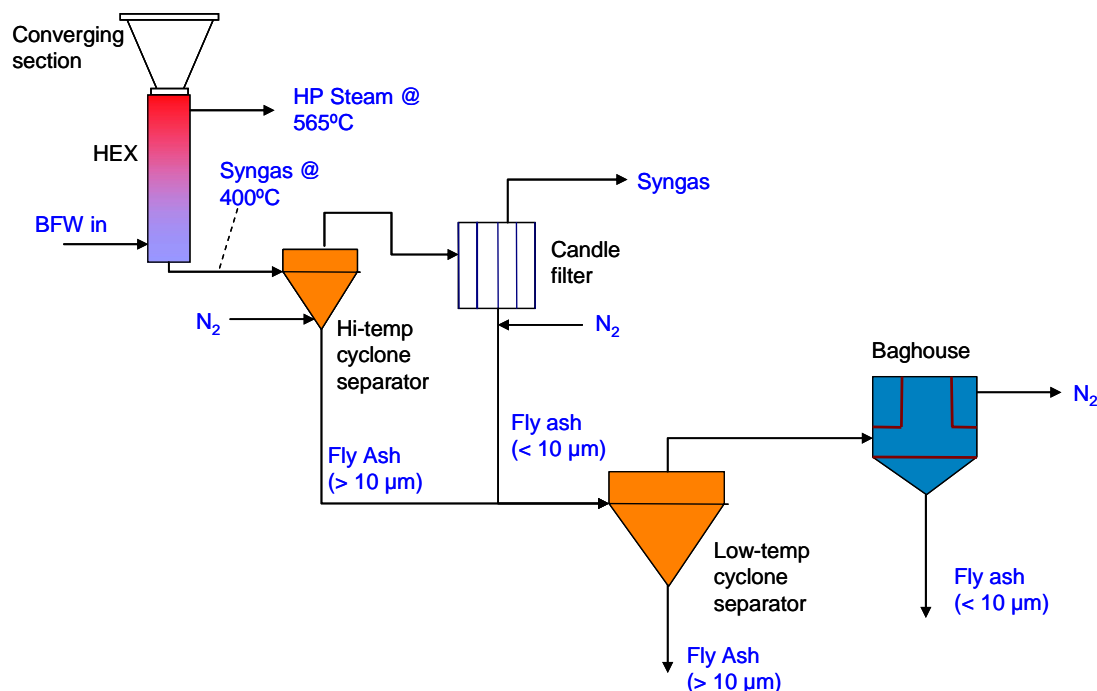 Converging
section
HP Steam @
565ºC
HEX
Syngas @
400ºC
Syngas
BFW in
Candle
filter
N2
Hi-temp
cyclone
separator
N2
Baghouse
N2
Fly ash
(< 10 µm)
Fly Ash
(> 10 µm)
Low-temp
cyclone
separator
Fly ash
(< 10 µm)
Fly Ash
(> 10 µm)